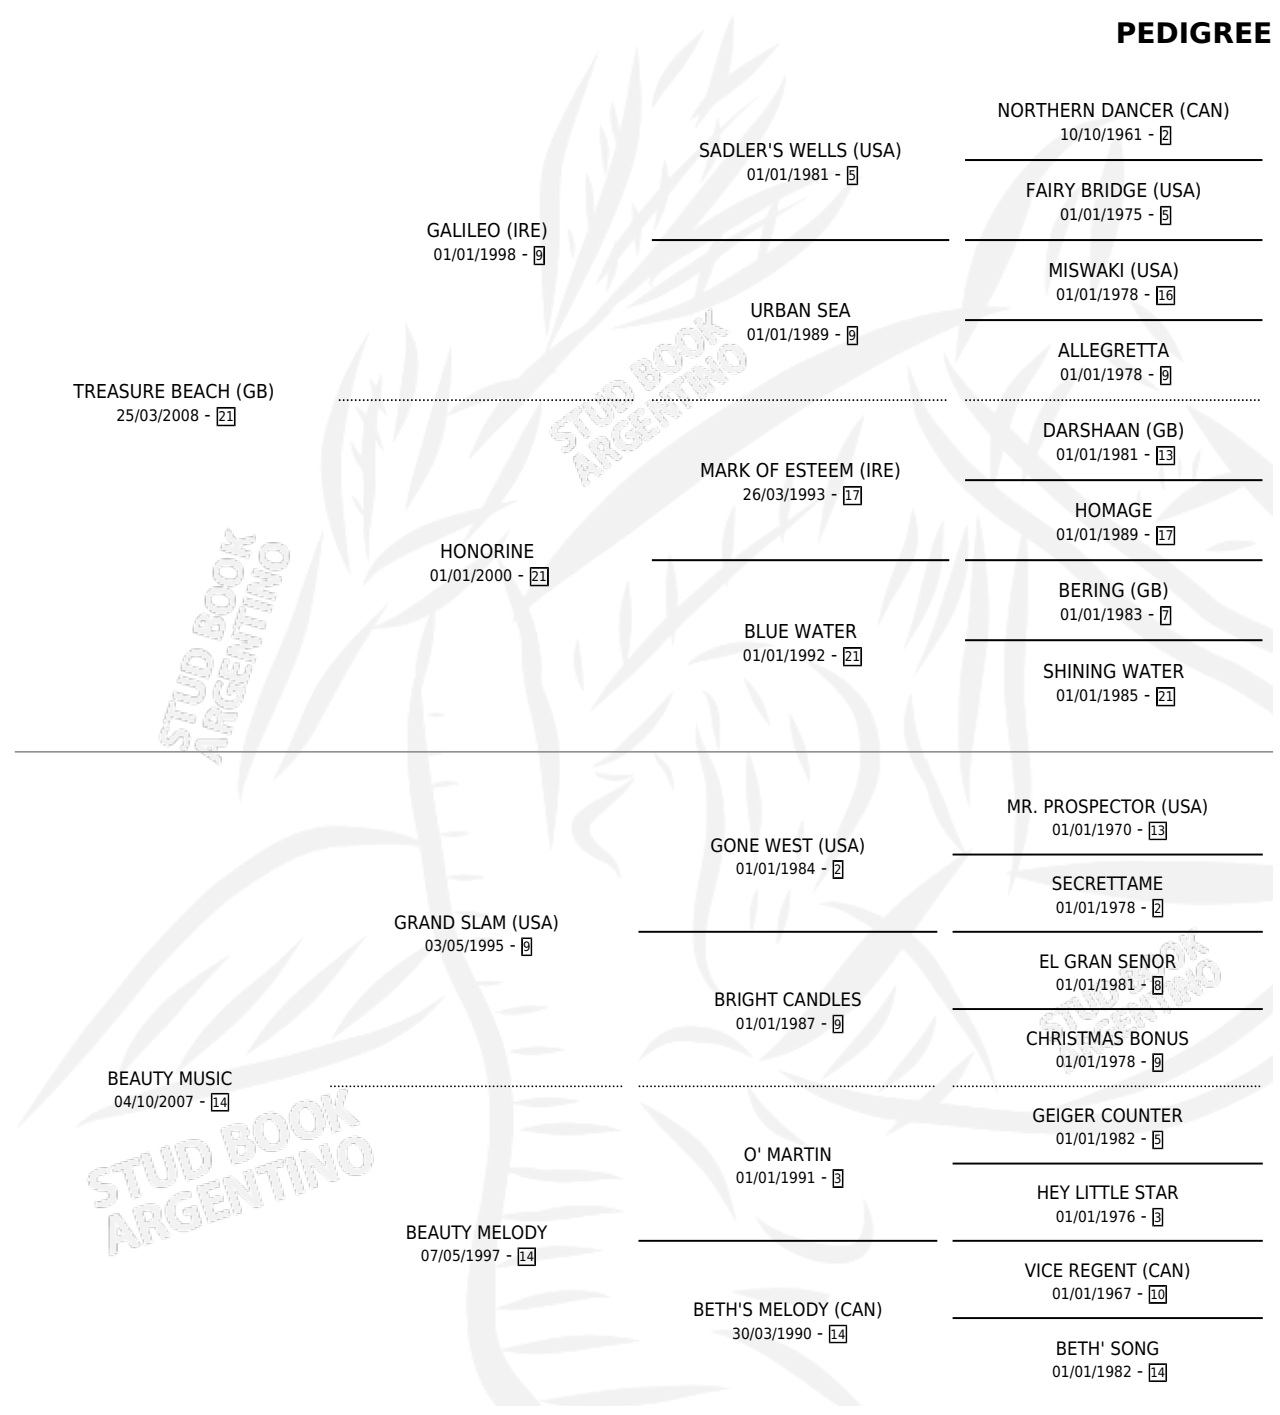 PEDIGREE
NORTHERN DANCER (CAN)
10/10/1961 - 2
SADLER'S WELLS (USA)
01/01/1981 - 5
FAIRY BRIDGE (USA)
01/01/1975 - 5
GALILEO (IRE)
01/01/1998 - 9
MISWAKI (USA)
01/01/1978 - 16
URBAN SEA
01/01/1989 - 9
ALLEGRETTA
01/01/1978 - 9
TREASURE BEACH (GB)
25/03/2008 - 21
DARSHAAN (GB)
01/01/1981 - 13
MARK OF ESTEEM (IRE)
26/03/1993 - 17
HOMAGE
01/01/1989 - 17
HONORINE
01/01/2000 - 21
BERING (GB)
01/01/1983 - 7
BLUE WATER
01/01/1992 - 21
SHINING WATER
01/01/1985 - 21
STUD BOOK
ARGENTINO
STUD BOOK
ARGENTINO
MR. PROSPECTOR (USA)
01/01/1970 - 13
GONE WEST (USA)
01/01/1984 - 2
SECRETTAME
01/01/1978 - 2
GRAND SLAM (USA)
03/05/1995 - 9
EL GRAN SENOR
01/01/1981 - 8
BRIGHT CANDLES
01/01/1987 - 9
CHRISTMAS BONUS
01/01/1978 - 9
BEAUTY MUSIC
04/10/2007 - 14
GEIGER COUNTER
01/01/1982 - 5
O' MARTIN
01/01/1991 - 3
HEY LITTLE STAR
01/01/1976 - 3
BEAUTY MELODY
07/05/1997 - 14
VICE REGENT (CAN)
01/01/1967 - 10
BETH'S MELODY (CAN)
30/03/1990 - 14
BETH' SONG
01/01/1982 - 14
STUD BOOK
ARGENTINO
STUD BOOK
ARGENTINO